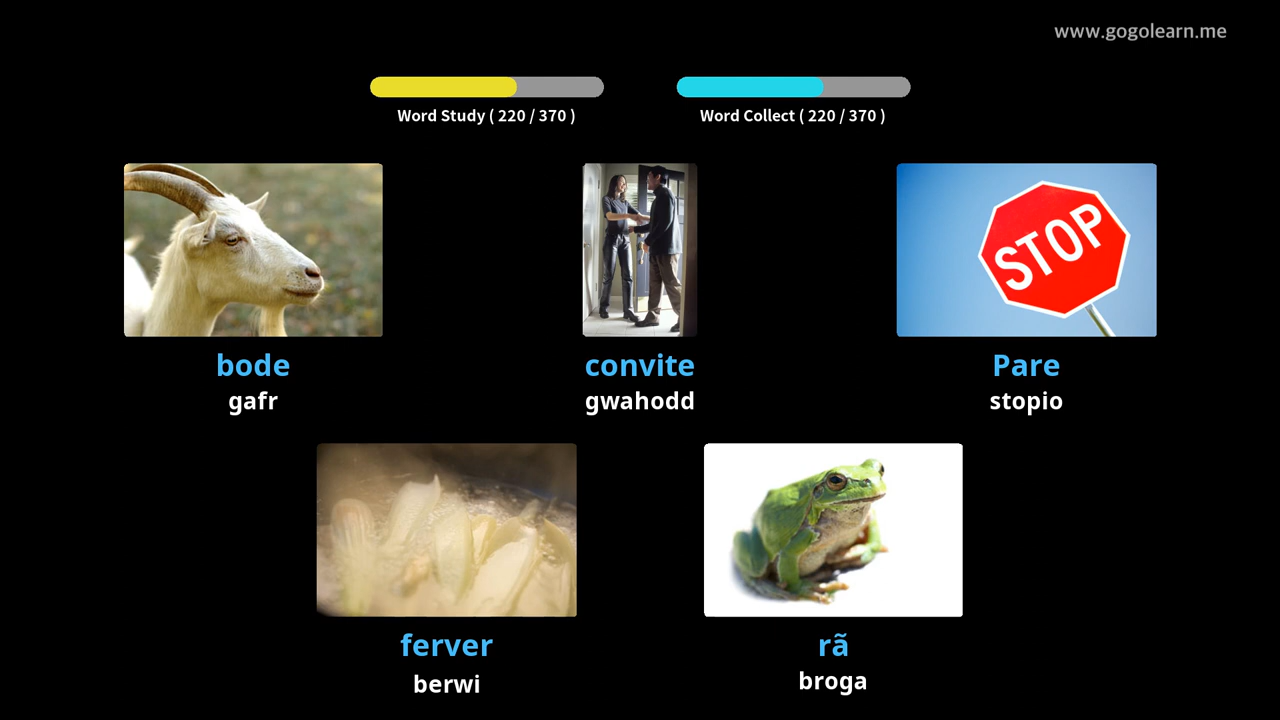 www.gogolearn.me
Word Study ( 220 / 370 )
Word Collect ( 220 / 370 )
STOP
bode
gafr
convite
gwahodd
Pare
stopio
ferver
berwi
rã
broga